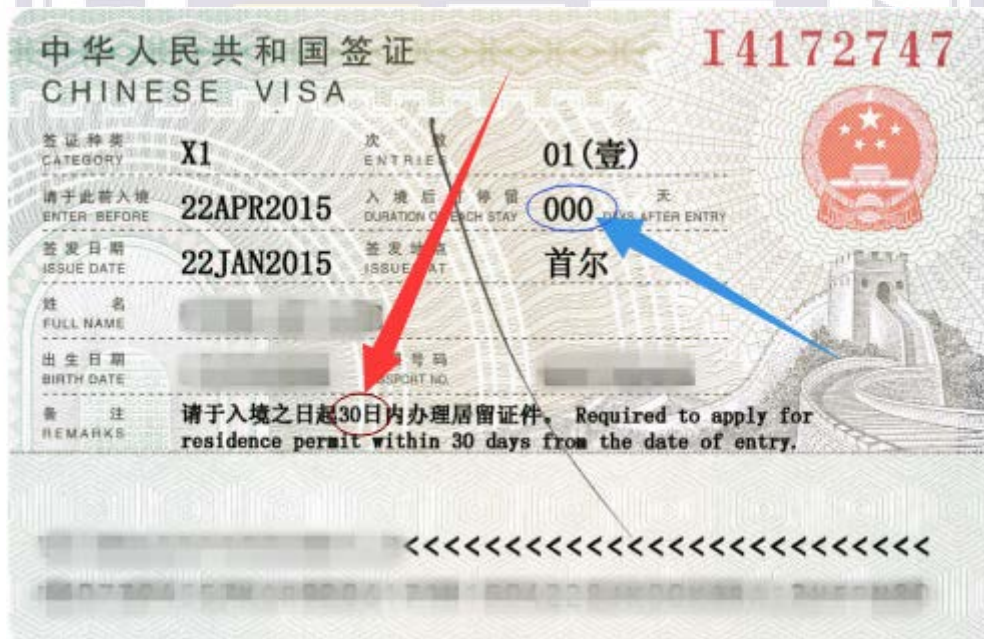 中华人民共和国签证 I4172747
CHINESE VISA
签证种类 X1 次 数 01(壹)
CATEGORY ENTRIES
请于此前入境 22APR2015 入境后 停留 000 天
ENTER BEFORE DURATION OF EACH STAY DAYS AFTER ENTRY
签发日期 22JAN2015 签发地点 首尔
ISSUE DATE ISSUE AT
姓 名
FULL NAME
出生日期 号码
BIRTH DATE PASSPORT NO.
备 注 请于入境之日起30日内办理居留证件。 Required to apply for
REMARKS residence permit within 30 days from the date of entry.
<<<<<<<<<<<<<<<<<<<<<<<<<<